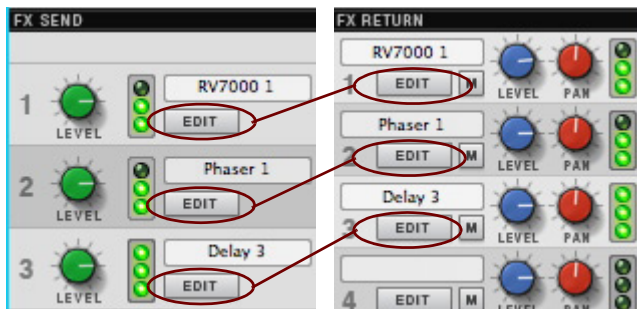 FX SEND
RV7000 1
1
EDIT
LEVEL
Phaser 1
2
EDIT
LEVEL
Delay 3
3
EDIT
LEVEL
FX RETURN
RV7000 1
1 EDIT M
LEVEL PAN
Phaser 1
2 EDIT M
LEVEL PAN
Delay 3
3 EDIT M
LEVEL PAN
4 EDIT M
LEVEL PAN